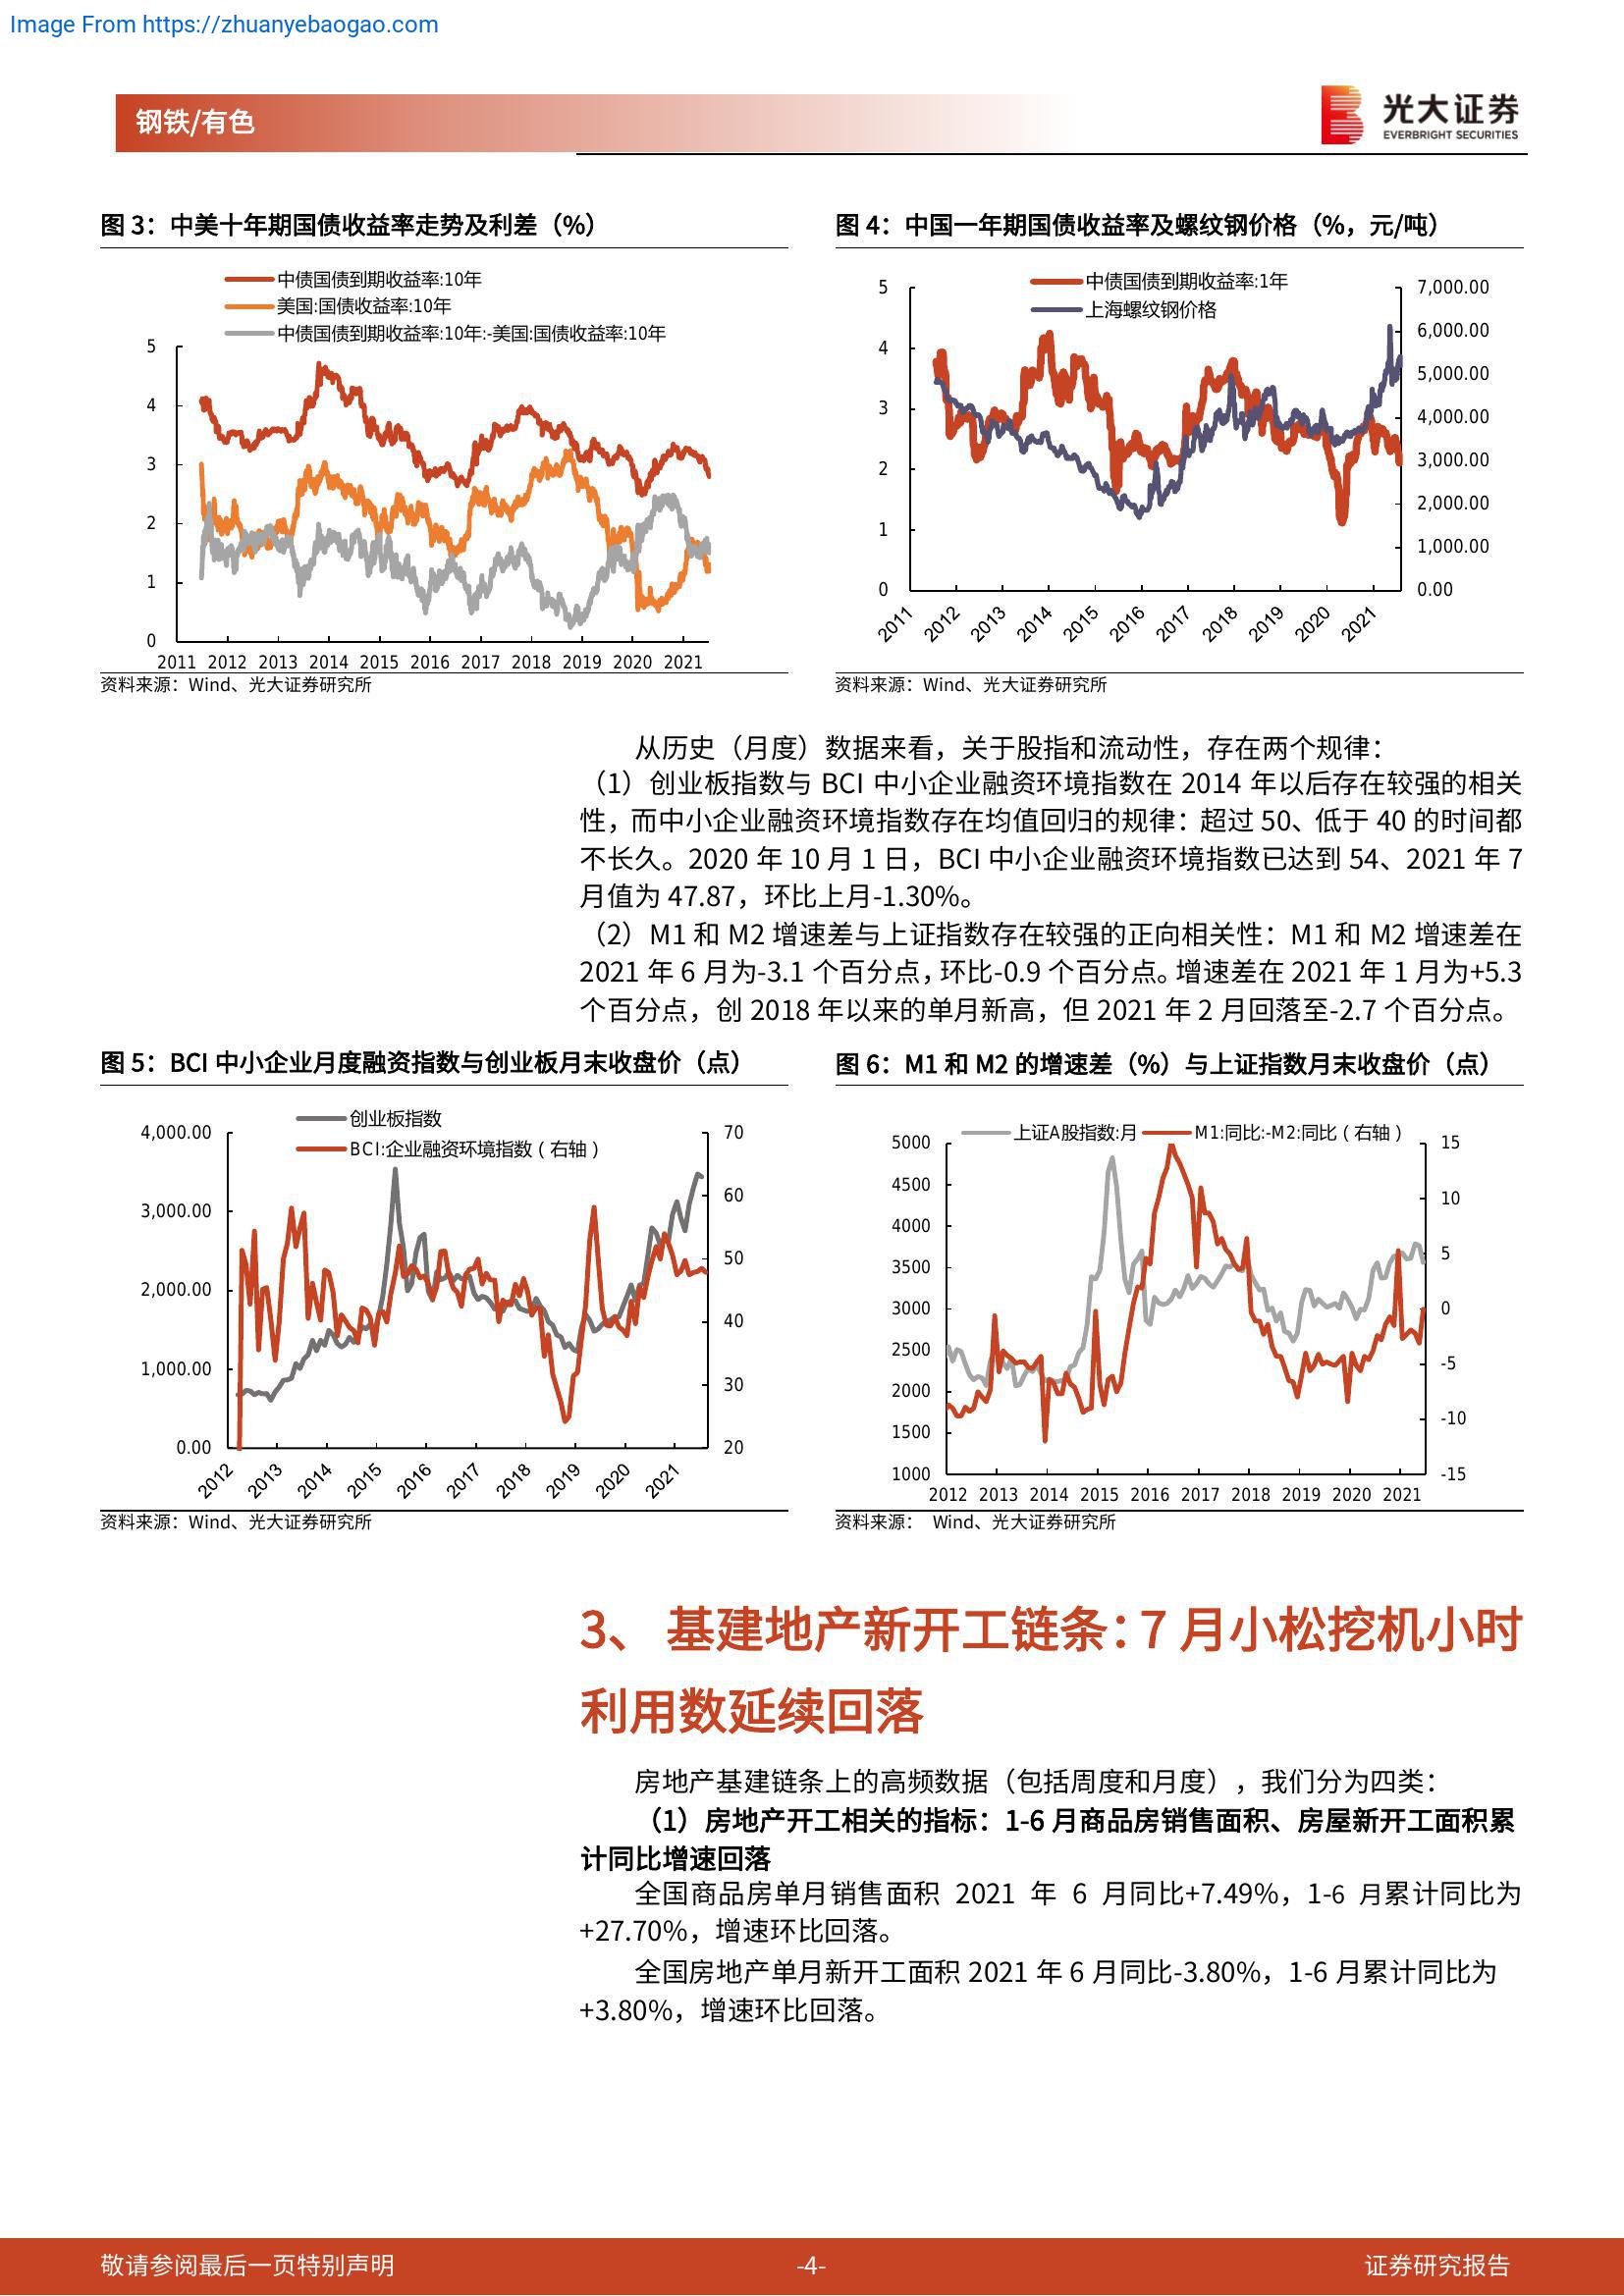 Image From https://zhuanyebaogao.com
钢铁/有色
光大证券
EVERBRIGHT SECURITIES
图 3：中美十年期国债收益率走势及利差（%）
中债国债到期收益率:10年
美国:国债收益率:10年
中债国债到期收益率:10年:-美国:国债收益率:10年
5
4
3
2
1
0
2011 2012 2013 2014 2015 2016 2017 2018 2019 2020 2021
资料来源：Wind、光大证券研究所
图 4：中国一年期国债收益率及螺纹钢价格（%，元/吨）
中债国债到期收益率:1年
上海螺纹钢价格
5
4
3
2
1
0
7,000.00
6,000.00
5,000.00
4,000.00
3,000.00
2,000.00
1,000.00
0.00
2011 2012 2013 2014 2015 2016 2017 2018 2019 2020 2021
资料来源：Wind、光大证券研究所
从历史（月度）数据来看，关于股指和流动性，存在两个规律：
（1）创业板指数与 BCI 中小企业融资环境指数在 2014 年以后存在较强的相关
性，而中小企业融资环境指数存在均值回归的规律：超过 50、低于 40 的时间都
不长久。2020 年 10 月 1 日，BCI 中小企业融资环境指数已达到 54、2021 年 7
月值为 47.87，环比上月-1.30%。
（2）M1 和 M2 增速差与上证指数存在较强的正向相关性：M1 和 M2 增速差在
2021 年 6 月为-3.1 个百分点，环比-0.9 个百分点。增速差在 2021 年 1 月为+5.3
个百分点，创 2018 年以来的单月新高，但 2021 年 2 月回落至-2.7 个百分点。
图 5：BCI 中小企业月度融资指数与创业板月末收盘价（点）
创业板指数
BCI:企业融资环境指数（右轴）
4,000.00
3,000.00
2,000.00
1,000.00
0.00
70
60
50
40
30
20
2012 2013 2014 2015 2016 2017 2018 2019 2020 2021
资料来源：Wind、光大证券研究所
图 6：M1 和 M2 的增速差（%）与上证指数月末收盘价（点）
上证A股指数:月 M1:同比:-M2:同比（右轴）
5000
4500
4000
3500
3000
2500
2000
1500
1000
15
10
5
0
-5
-10
-15
2012 2013 2014 2015 2016 2017 2018 2019 2020 2021
资料来源： Wind、光大证券研究所
3、 基建地产新开工链条：7 月小松挖机小时
利用数延续回落
房地产基建链条上的高频数据（包括周度和月度），我们分为四类：
（1）房地产开工相关的指标：1-6 月商品房销售面积、房屋新开工面积累
计同比增速回落
全国商品房单月销售面积 2021 年 6 月同比+7.49%，1-6 月累计同比为
+27.70%，增速环比回落。
全国房地产单月新开工面积 2021 年 6 月同比-3.80%，1-6 月累计同比为
+3.80%，增速环比回落。
敬请参阅最后一页特别声明
-4-
证券研究报告